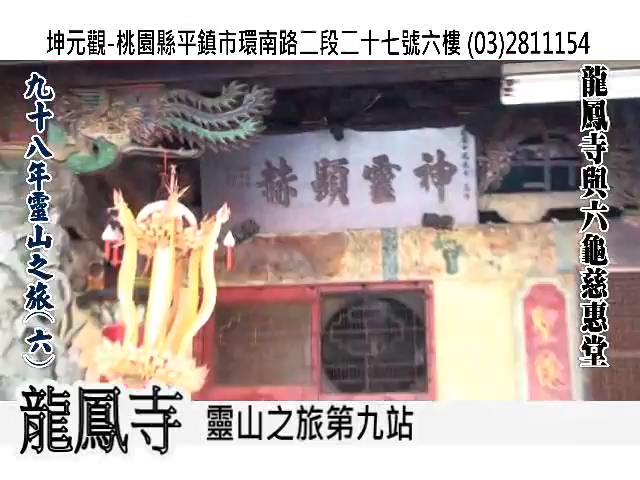 坤元觀-桃園縣平鎮市環南路二段二十七號六樓 (03)2811154
九十八年靈山之旅(六)
龍鳳寺與六龜慈惠堂
神靈顯赫
龍鳳寺
靈山之旅第九站